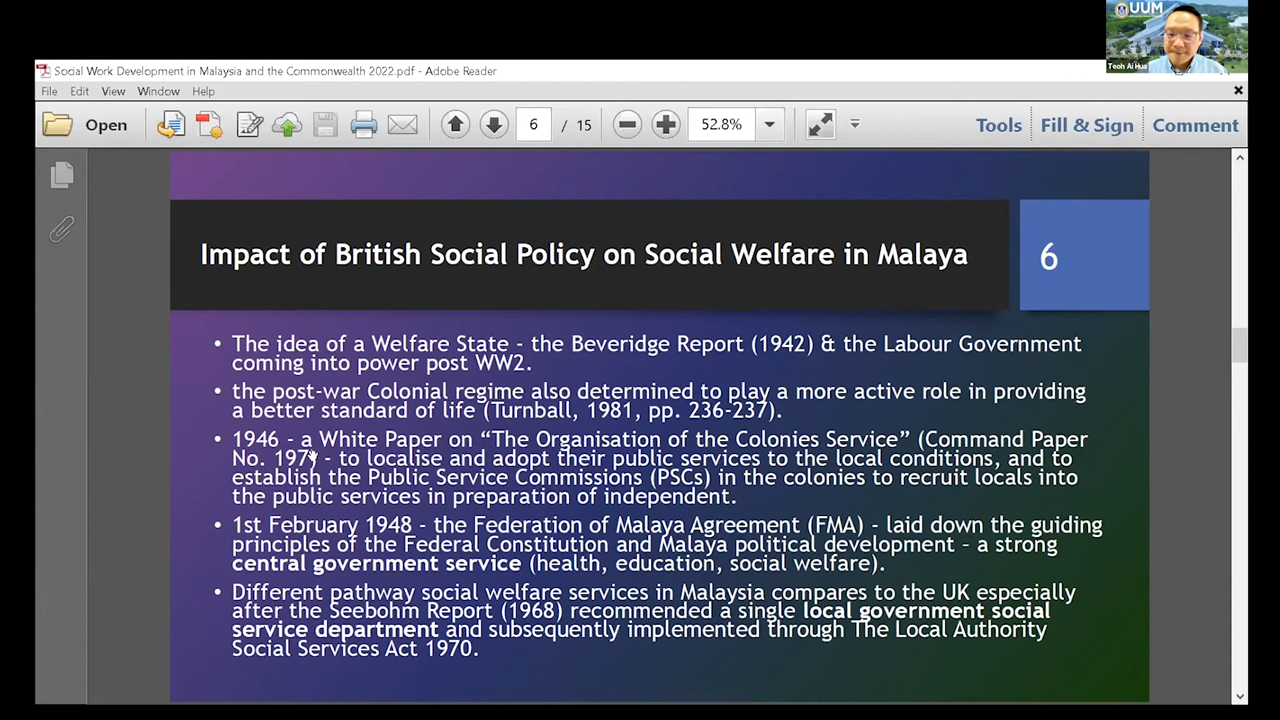 UUM
Teoh Ai Hua
Social Work Development in Malaysia and the Commonwealth 2022.pdf - Adobe Reader
File Edit View Window Help
Open 6 / 15 52.8% Tools Fill & Sign Comment
Impact of British Social Policy on Social Welfare in Malaya
6
• The idea of a Welfare State - the Beveridge Report (1942) & the Labour Government
coming into power post WW2.
• the post-war Colonial regime also determined to play a more active role in providing
a better standard of life (Turnball, 1981, pp. 236-237).
• 1946 - a White Paper on “The Organisation of the Colonies Service” (Command Paper
No. 197) - to localise and adopt their public services to the local conditions, and to
establish the Public Service Commissions (PSCs) in the colonies to recruit locals into
the public services in preparation of independent.
• 1st February 1948 - the Federation of Malaya Agreement (FMA) - laid down the guiding
principles of the Federal Constitution and Malaya political development – a strong
central government service (health, education, social welfare).
• Different pathway social welfare services in Malaysia compares to the UK especially
after the Seebohm Report (1968) recommended a single local government social
service department and subsequently implemented through The Local Authority
Social Services Act 1970.